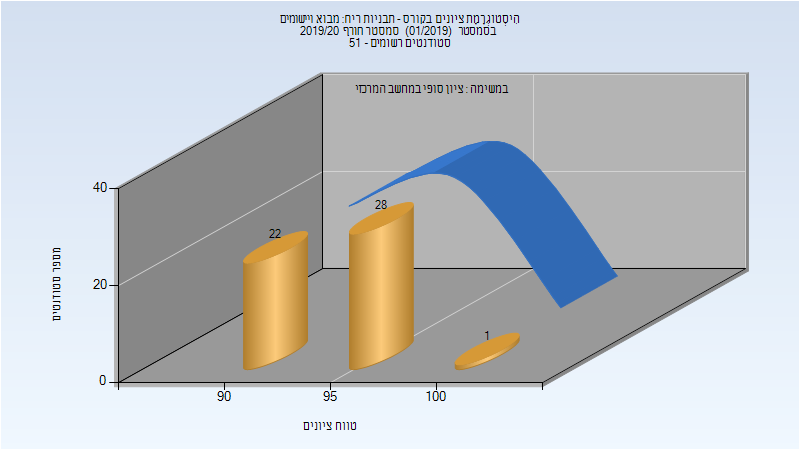 היסטוגרמת ציונים בקורס - תבניות ריח: מבוא ויישומים
בסמסטר (01/2019) סמסטר חורף 2019/20
סטודנטים רשומים - 51
במשימה : ציון סופי במחשב המרכזי
מספר סטודנטים
40
20
0
22
28
1
90
95
100
טווח ציונים